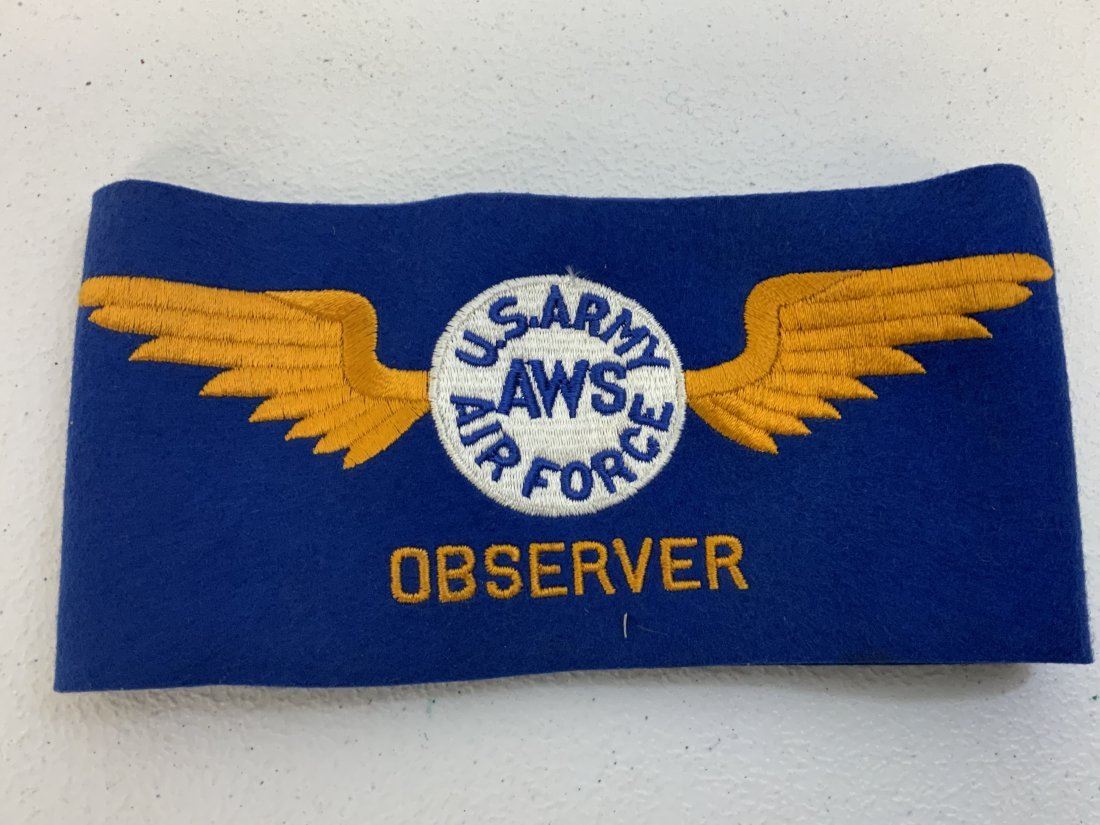 U.S. ARMY
AWS
AIR FORCE
OBSERVER